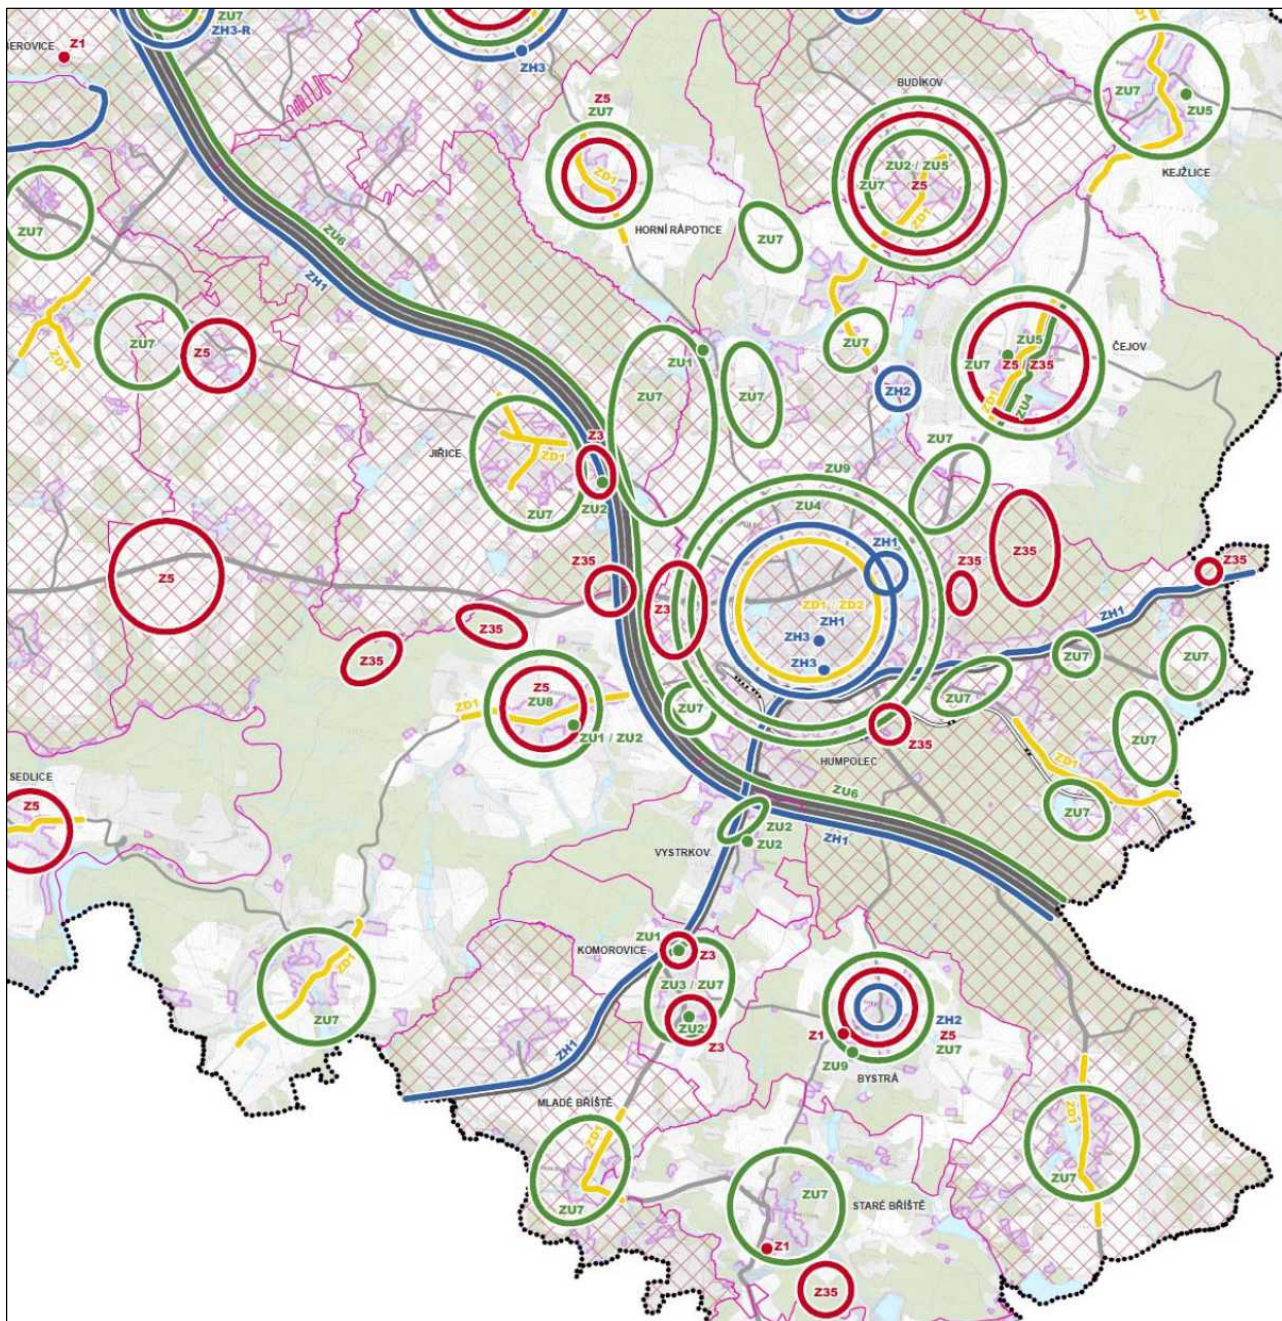 ZU7
ZH3-R
BEROVICE
Z1
ZH3
ZD1
ZU7
ZU5
KEJŽLICE
BUDÍKOV
ZU2 / ZU5
ZU7
Z5
ZD1
Z5
ZU7
ZD1
HORNÍ RÁPOTICE
ZU7
ZU7
ZU6
ZH1
ZD1
ZU7
Z5
ZU1
ZU7
ZU7
ZU7
ZH2
ČEJOV
ZU5
ZU7
Z5 / Z35
ZD1
ZU4
JIŘICE
ZD1
ZU7
Z3
ZU2
ZU7
ZU9
ZU4
ZH1
ZD1 / ZD2
ZH1
ZH3
ZH3
Z3
Z35
Z35
Z35
Z35
ZH1
Z5
Z35
Z35
Z5
ZU8
ZD1
ZU1 / ZU2
ZU7
ZU7
ZU7
ZU7
ZU7
ZD1
ZU7
Z35
HUMPOLEC
ZU6
ZH1
SEDLICE
Z5
VYSTRKOV
ZU2
ZU2
ZD1
ZU7
KOMOROVICE
ZU1
Z3
ZU3 / ZU7
ZU2
Z3
ZH1
ZH2
Z5
ZU7
Z1
ZU9
BYSTRÁ
MLADÉ BŘÍŠTĚ
ZD1
ZU7
ZD1
ZU7
ZU7
STARÉ BŘÍŠTĚ
Z1
Z35